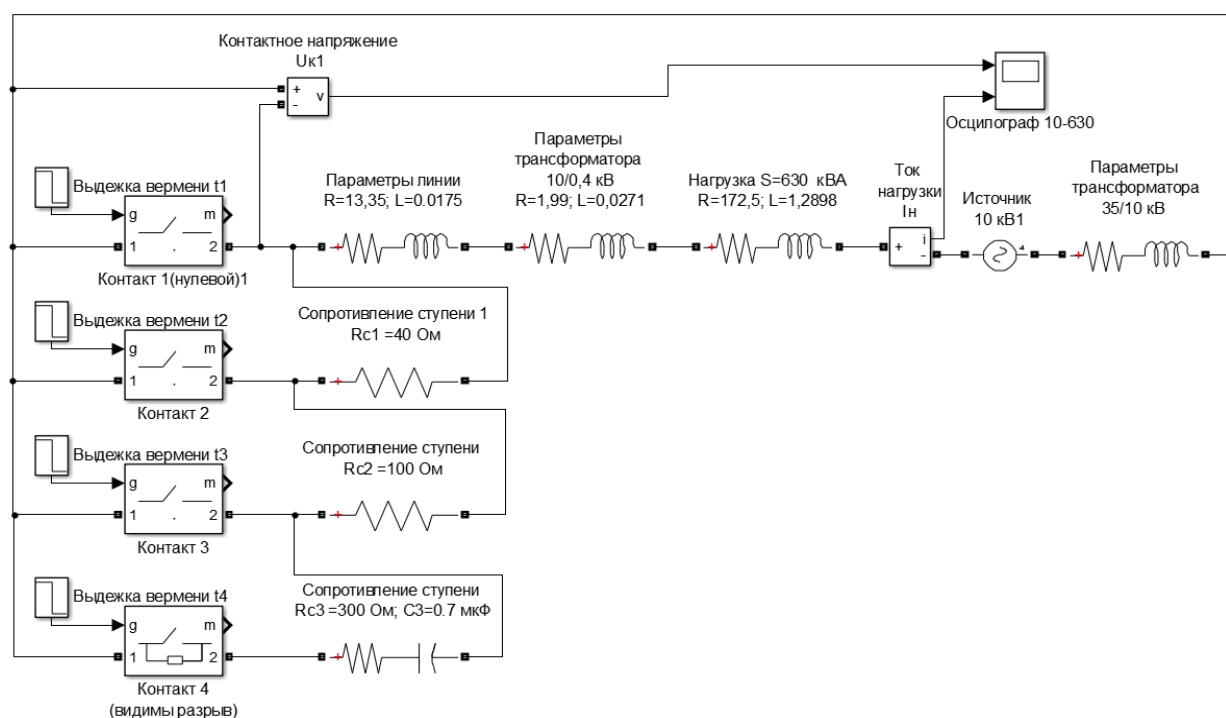 Контактное напряжение
Uк1
v
+
-
Осцилограф 10-630
Выдежка вермени t1
g
m
1
2
Контакт 1(нулевой)1
Параметры линии
R=13,35; L=0.0175
Параметры
трансформатора
10/0,4 кВ
R=1,99; L=0,0271
Нагрузка S=630 кВА
R=172,5; L=1,2898
Ток
нагрузки
Iн
+
i
-
Источник
10 кВ1
Параметры
трансформатора
35/10 кВ
Выдежка вермени t2
g
m
1
2
Контакт 2
Сопротивление ступени 1
Rc1 =40 Ом
Выдежка вермени t3
g
m
1
2
Контакт 3
Сопротивление ступени
Rc2 =100 Ом
Выдежка вермени t4
g
m
1
2
Контакт 4
(видимы разрыв)
Сопротивление ступени
Rc3 =300 Ом; C3=0.7 мкФ